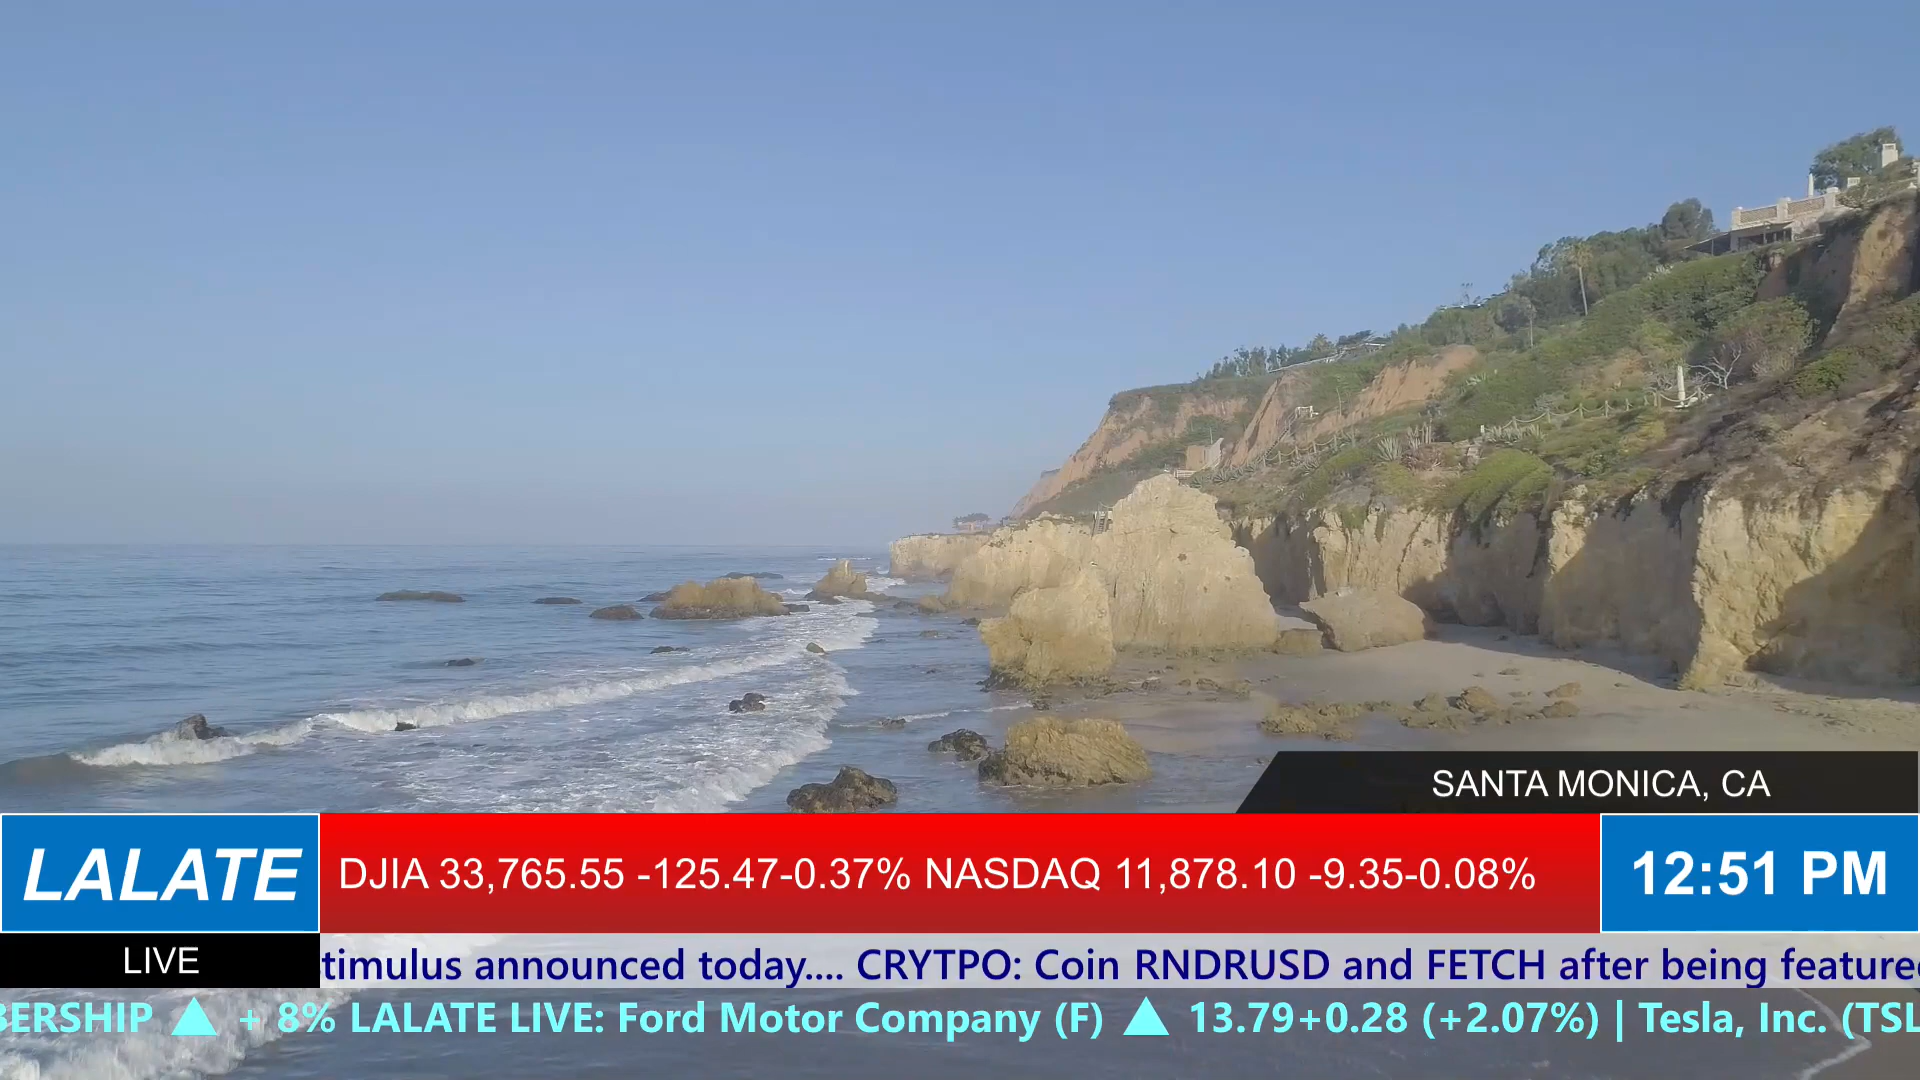 SANTA MONICA, CA
LALATE
DJIA 33,765.55 -125.47-0.37% NASDAQ 11,878.10 -9.35-0.08%
12:51 PM
LIVE
timulus announced today.... CRYTPO: Coin RNDRUSD and FETCH after being featured
BERSHIP ▲ + 8% LALATE LIVE: Ford Motor Company (F) ▲ 13.79+0.28 (+2.07%) | Tesla, Inc. (TSL